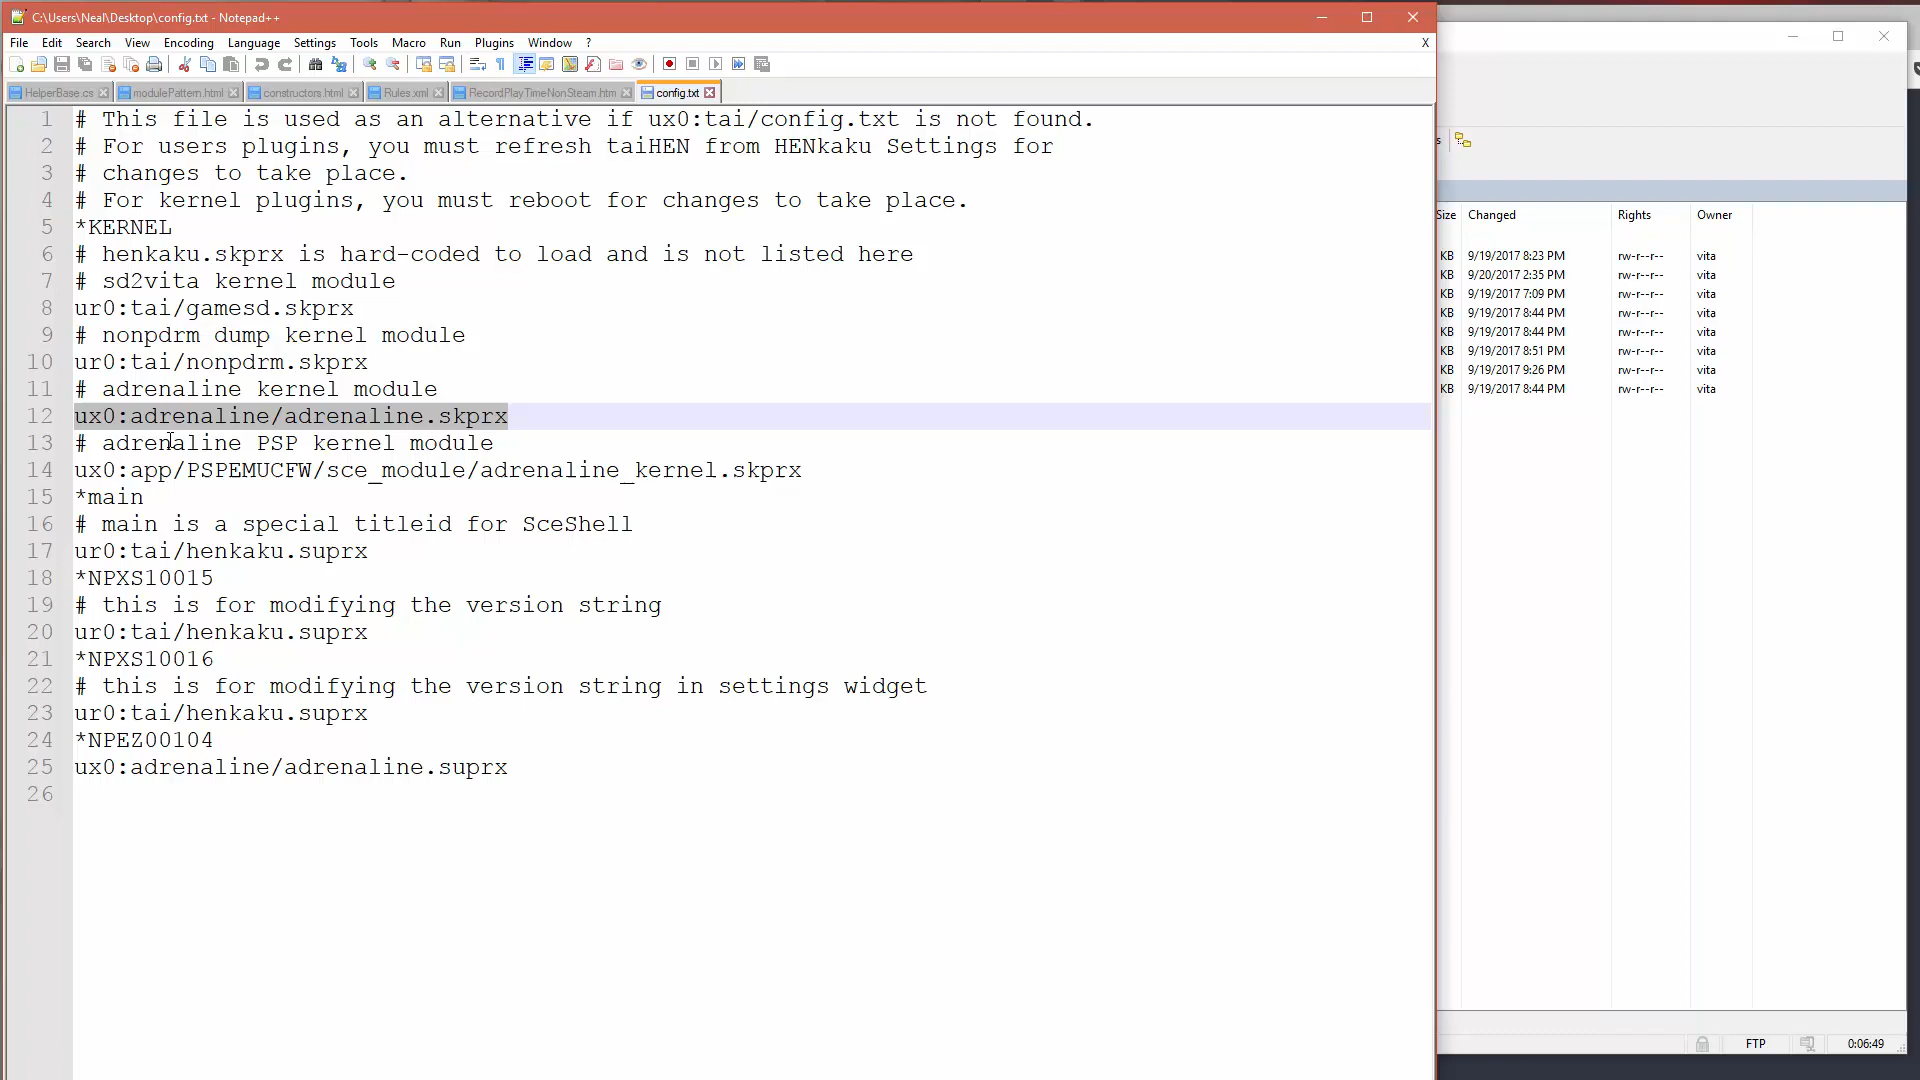 C:\Users\Neal\Desktop\config.txt - Notepad++
File Edit Search View Encoding Language Settings Tools Macro Run Plugins Window ? X
HelperBase.cs modulePattern.html constructors.html Rules.xml RecordPlayTimeNonSteam.htm config.txt
1 # This file is used as an alternative if ux0:tai/config.txt is not found.
2 # For users plugins, you must refresh taiHEN from HENkaku Settings for
3 # changes to take place.
4 # For kernel plugins, you must reboot for changes to take place.
5 *KERNEL
6 # henkaku.skprx is hard-coded to load and is not listed here
7 # sd2vita kernel module
8 ur0:tai/gamesd.skprx
9 # nonpdrm dump kernel module
10 ur0:tai/nonpdrm.skprx
11 # adrenaline kernel module
12 ux0:adrenaline/adrenaline.skprx
13 # adrenaline PSP kernel module
14 ux0:app/PSPEMUCFW/sce_module/adrenaline_kernel.skprx
15 *main
16 # main is a special titleid for SceShell
17 ur0:tai/henkaku.suprx
18 *NPXS10015
19 # this is for modifying the version string
20 ur0:tai/henkaku.suprx
21 *NPXS10016
22 # this is for modifying the version string in settings widget
23 ur0:tai/henkaku.suprx
24 *NPEZ00104
25 ux0:adrenaline/adrenaline.suprx
26
s
Size Changed Rights Owner
KB 9/19/2017 8:23 PM rw-r--r-- vita
KB 9/20/2017 2:35 PM rw-r--r-- vita
KB 9/19/2017 7:09 PM rw-r--r-- vita
KB 9/19/2017 8:44 PM rw-r--r-- vita
KB 9/19/2017 8:44 PM rw-r--r-- vita
KB 9/19/2017 8:51 PM rw-r--r-- vita
KB 9/19/2017 9:26 PM rw-r--r-- vita
KB 9/19/2017 8:44 PM rw-r--r-- vita
FTP 0:06:49